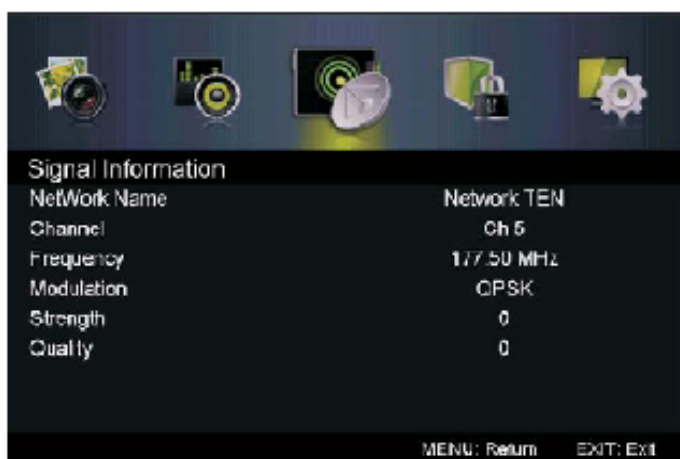 Signal Information
NetWork Name Network TEN
Channel Ch 5
Frequency 177.50 MHz
Modulation QPSK
Strength 0
Quality 0
MENU: Return EXIT: Exit